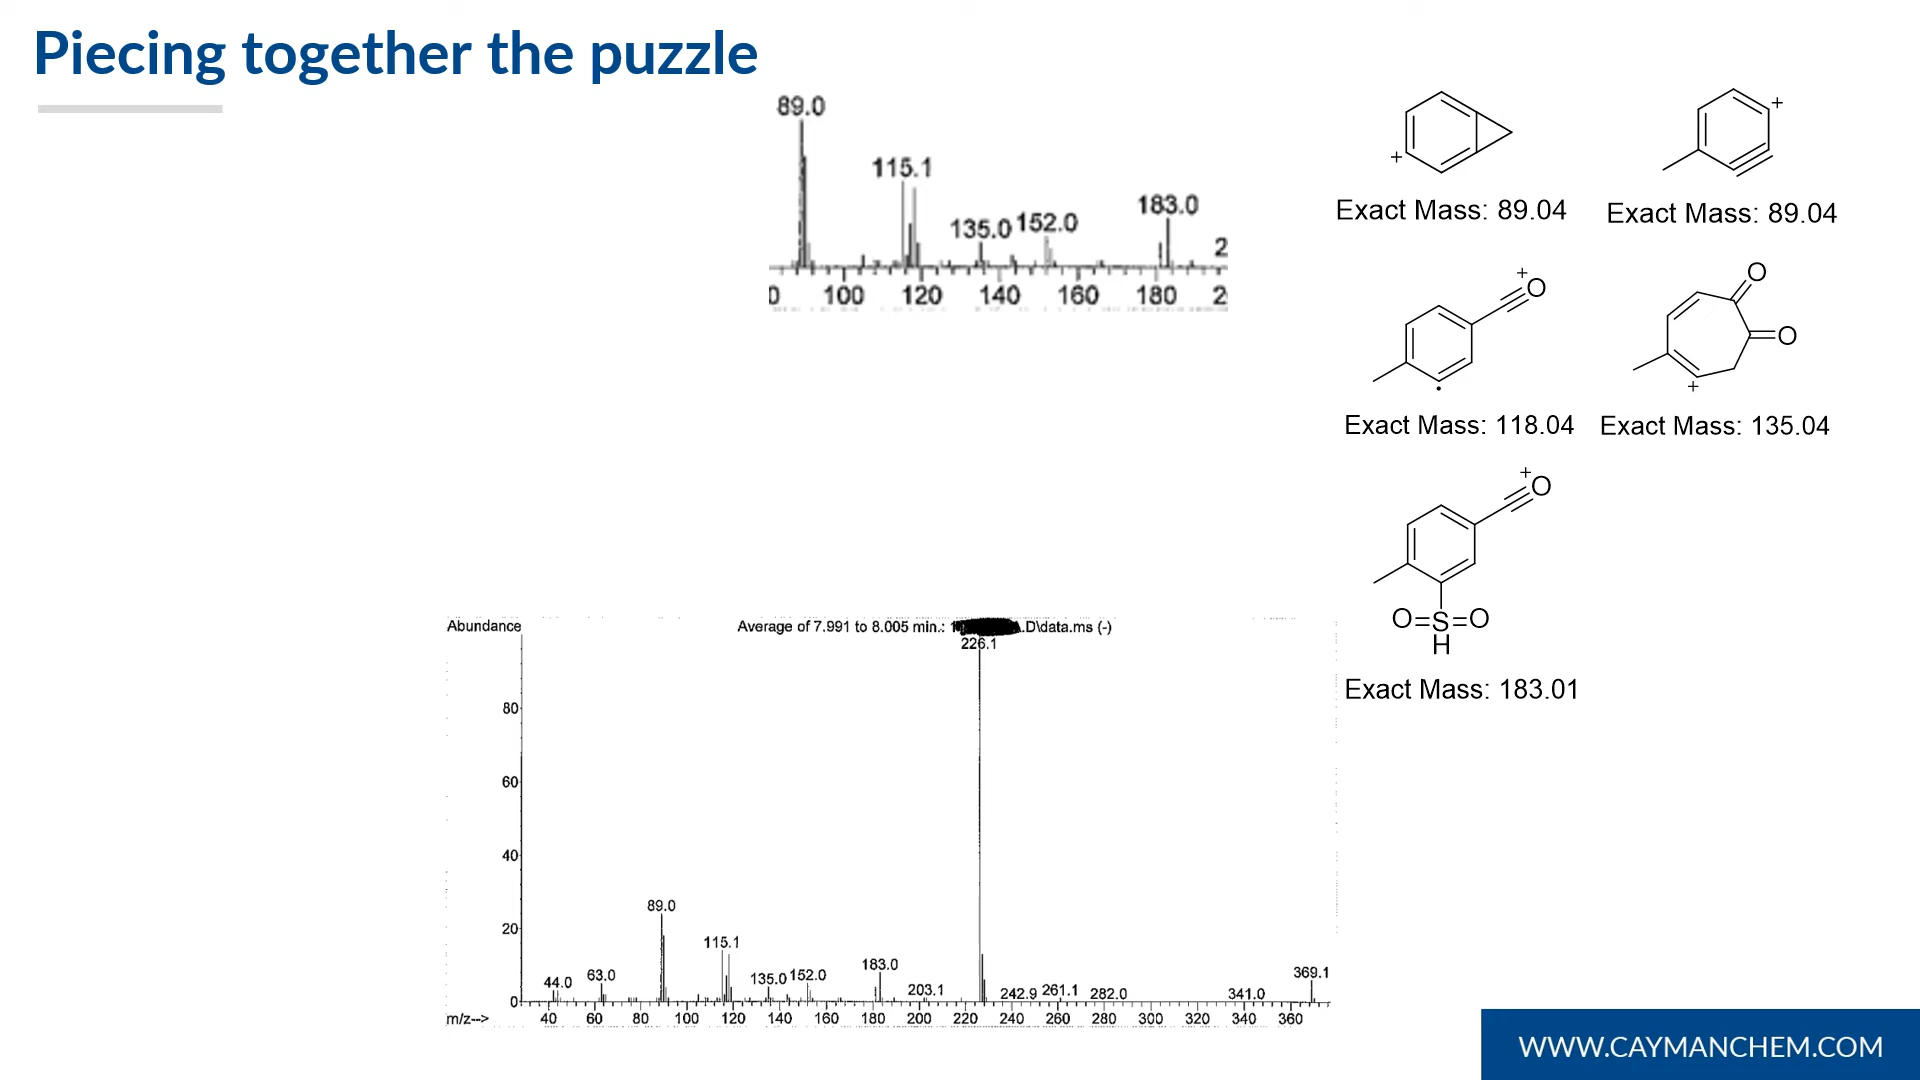 Piecing together the puzzle
89.0
115.1
135.0
152.0
183.0
2
0 100 120 140 160 180 2
+
+
Exact Mass: 89.04
Exact Mass: 89.04
+
O
O
O
+
Exact Mass: 118.04
Exact Mass: 135.04
+
O
O=S=O
H
Exact Mass: 183.01
Abundance
Average of 7.991 to 8.005 min.: 1 A.D\data.ms (-)
226.1
80
60
40
20
0
89.0
115.1
44.0
63.0
135.0
152.0
183.0
203.1
242.9
261.1
282.0
341.0
369.1
m/z--> 40 60 80 100 120 140 160 180 200 220 240 260 280 300 320 340 360
WWW.CAYMANCHEM.COM